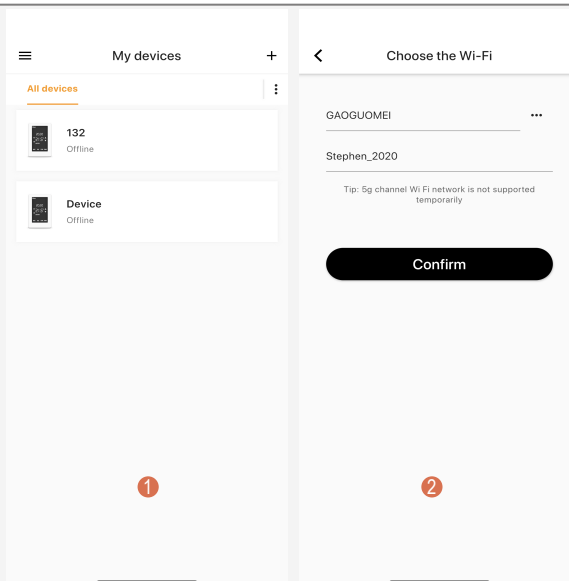 My devices
All devices
132
Offline
Device
Offline
1
Choose the Wi-Fi
GAOGUOMEI
Stephen_2020
Tip: 5g channel Wi Fi network is not supported
temporarily
Confirm
2